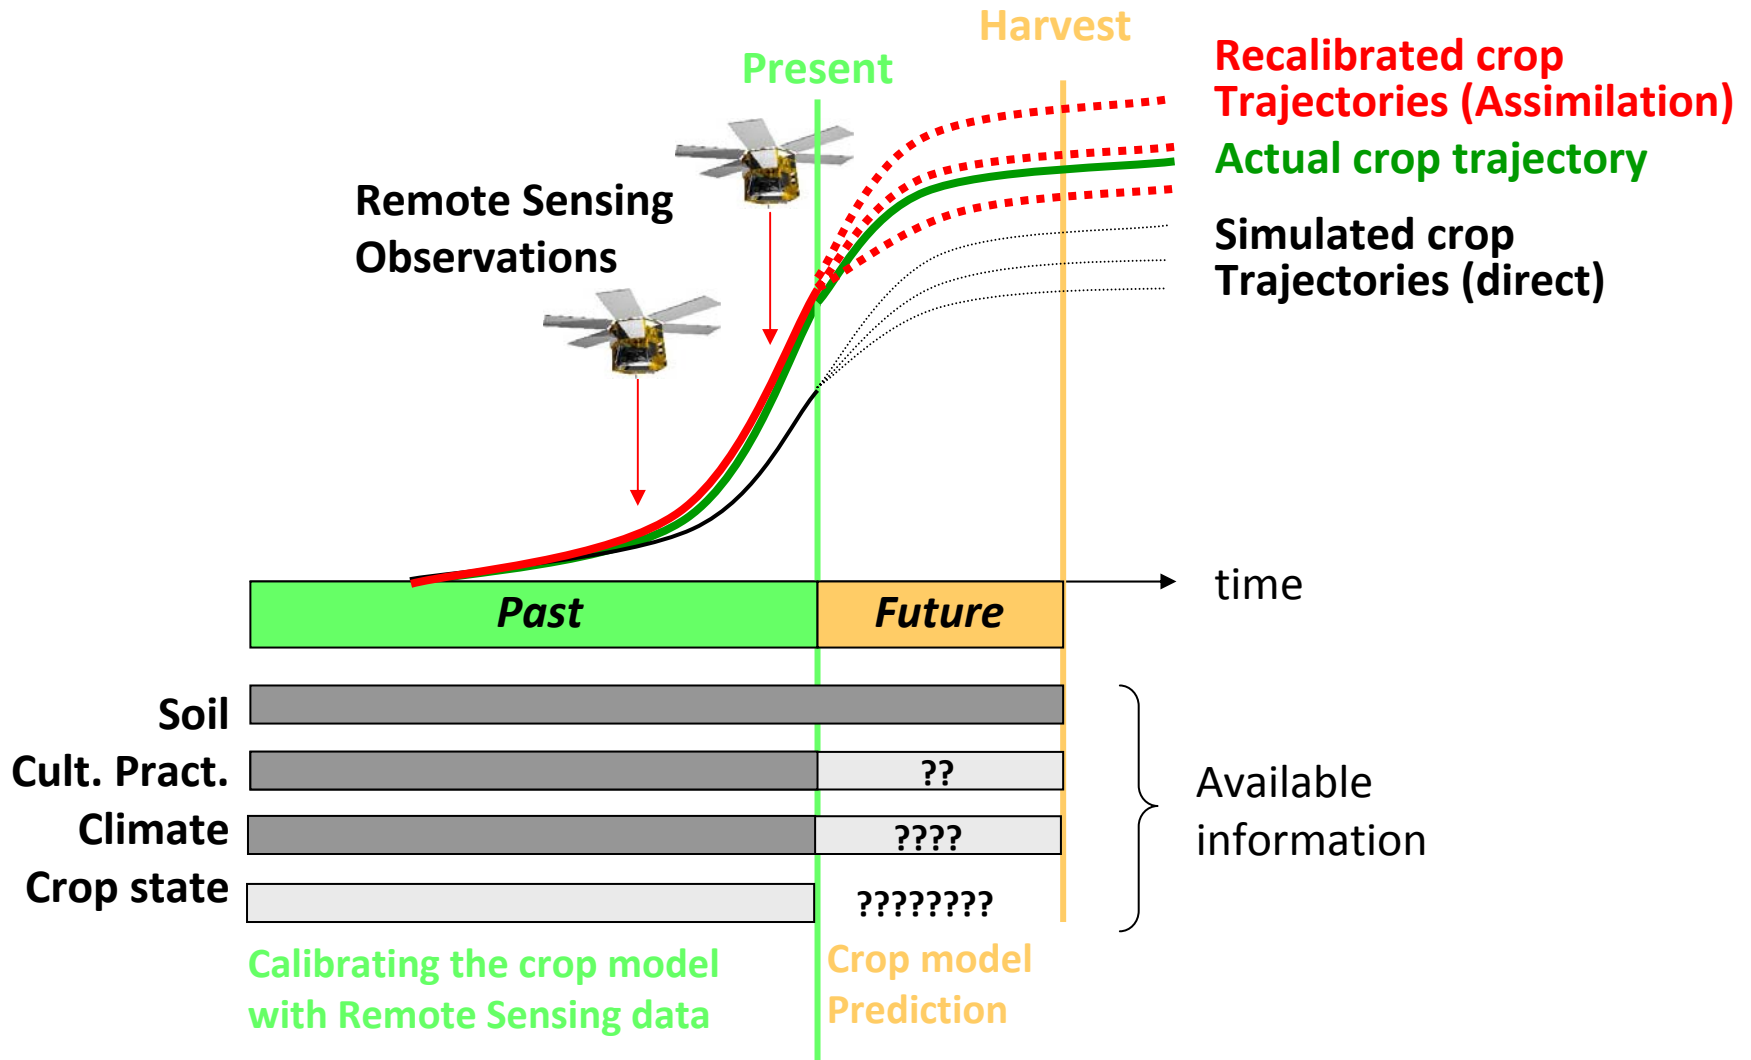 Harvest
Present
Recalibrated crop
Trajectories (Assimilation)
Actual crop trajectory
Remote Sensing
Observations
Simulated crop
Trajectories (direct)
time
Past
Future
Soil
Cult. Pract.
??
Climate
????
Crop state
????????
Available
information
Calibrating the crop model
with Remote Sensing data
Crop model
Prediction